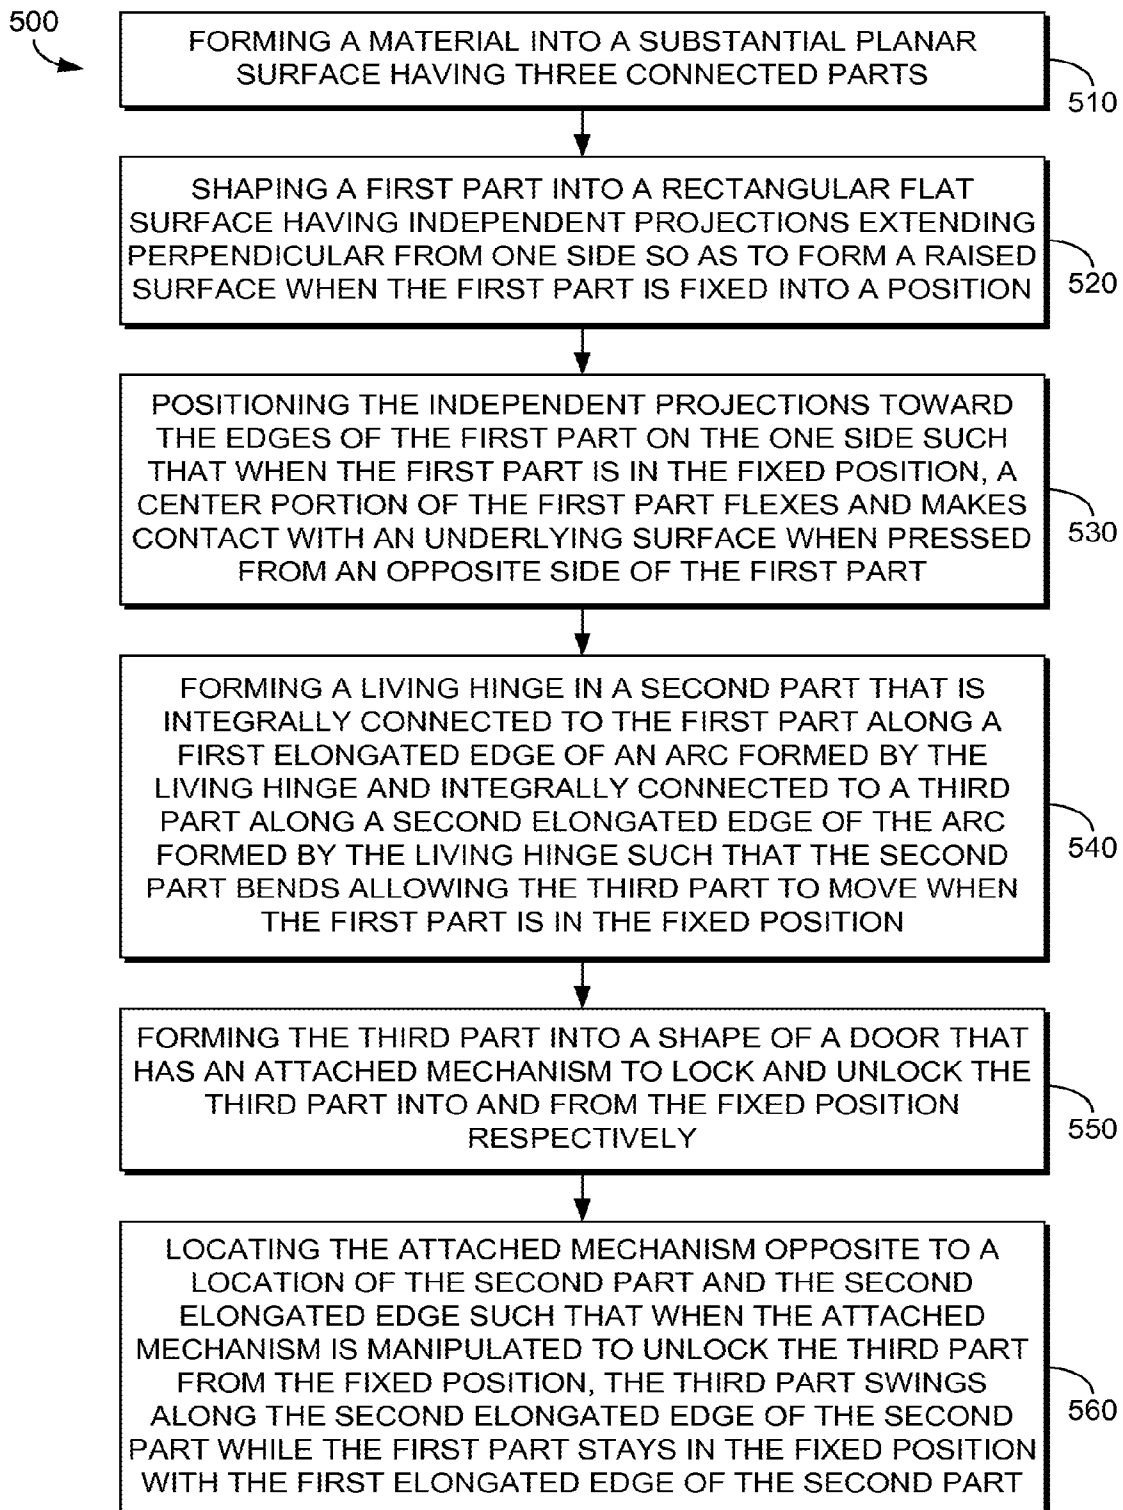 500
FORMING A MATERIAL INTO A SUBSTANTIAL PLANAR
SURFACE HAVING THREE CONNECTED PARTS
510
SHAPING A FIRST PART INTO A RECTANGULAR FLAT
SURFACE HAVING INDEPENDENT PROJECTIONS EXTENDING
PERPENDICULAR FROM ONE SIDE SO AS TO FORM A RAISED
SURFACE WHEN THE FIRST PART IS FIXED INTO A POSITION
520
POSITIONING THE INDEPENDENT PROJECTIONS TOWARD
THE EDGES OF THE FIRST PART ON THE ONE SIDE SUCH
THAT WHEN THE FIRST PART IS IN THE FIXED POSITION, A
CENTER PORTION OF THE FIRST PART FLEXES AND MAKES
CONTACT WITH AN UNDERLYING SURFACE WHEN PRESSED
FROM AN OPPOSITE SIDE OF THE FIRST PART
530
FORMING A LIVING HINGE IN A SECOND PART THAT IS
INTEGRALLY CONNECTED TO THE FIRST PART ALONG A
FIRST ELONGATED EDGE OF AN ARC FORMED BY THE
LIVING HINGE AND INTEGRALLY CONNECTED TO A THIRD
PART ALONG A SECOND ELONGATED EDGE OF THE ARC
FORMED BY THE LIVING HINGE SUCH THAT THE SECOND
PART BENDS ALLOWING THE THIRD PART TO MOVE WHEN
THE FIRST PART IS IN THE FIXED POSITION
540
FORMING THE THIRD PART INTO A SHAPE OF A DOOR THAT
HAS AN ATTACHED MECHANISM TO LOCK AND UNLOCK THE
THIRD PART INTO AND FROM THE FIXED POSITION
RESPECTIVELY
550
LOCATING THE ATTACHED MECHANISM OPPOSITE TO A
LOCATION OF THE SECOND PART AND THE SECOND
ELONGATED EDGE SUCH THAT WHEN THE ATTACHED
MECHANISM IS MANIPULATED TO UNLOCK THE THIRD PART
FROM THE FIXED POSITION, THE THIRD PART SWINGS
ALONG THE SECOND ELONGATED EDGE OF THE SECOND
PART WHILE THE FIRST PART STAYS IN THE FIXED POSITION
WITH THE FIRST ELONGATED EDGE OF THE SECOND PART
560